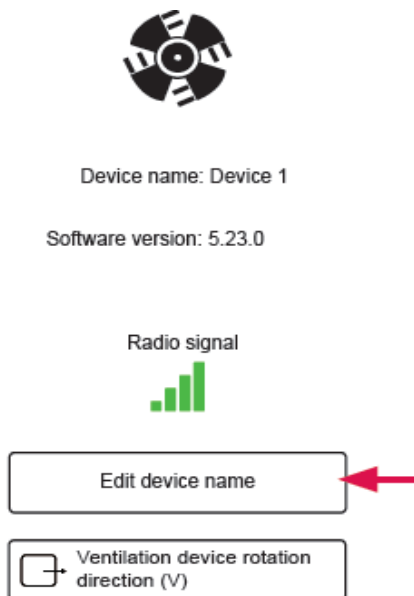 Device name: Device 1
Software version: 5.23.0
Radio signal
Edit device name
Ventilation device rotation
direction (V)